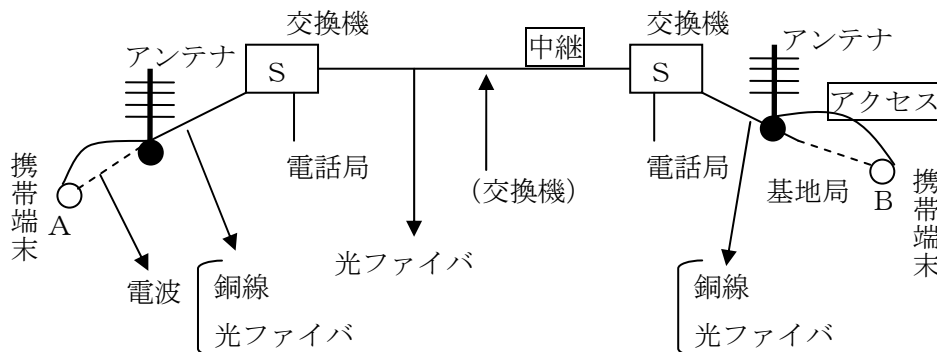 交換機
交換機
アンテナ
中継
アンテナ
S
S
アクセス
電話局
(交換機)
電話局
携帯端末
A
基地局
B
携帯端末
光ファイバ
電波
銅線
光ファイバ
銅線
光ファイバ